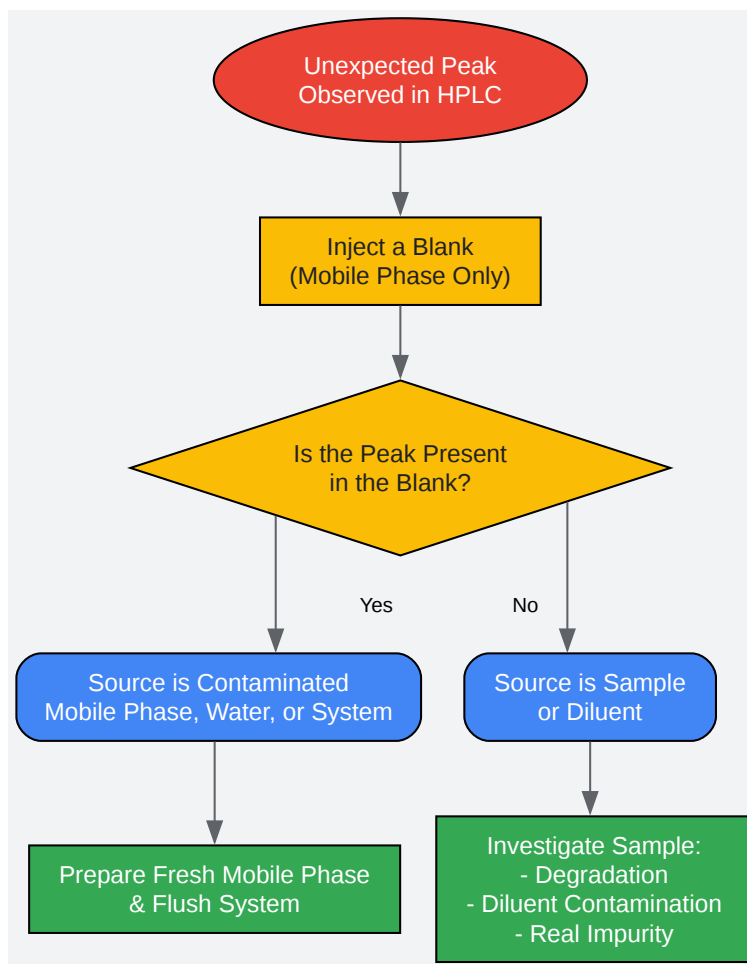 Unexpected Peak
Observed in HPLC
Inject a Blank
(Mobile Phase Only)
Is the Peak Present
in the Blank?
Yes
No
Source is Contaminated
Mobile Phase, Water, or System
Source is Sample
or Diluent
Prepare Fresh Mobile Phase
& Flush System
Investigate Sample:
- Degradation
- Diluent Contamination
- Real Impurity